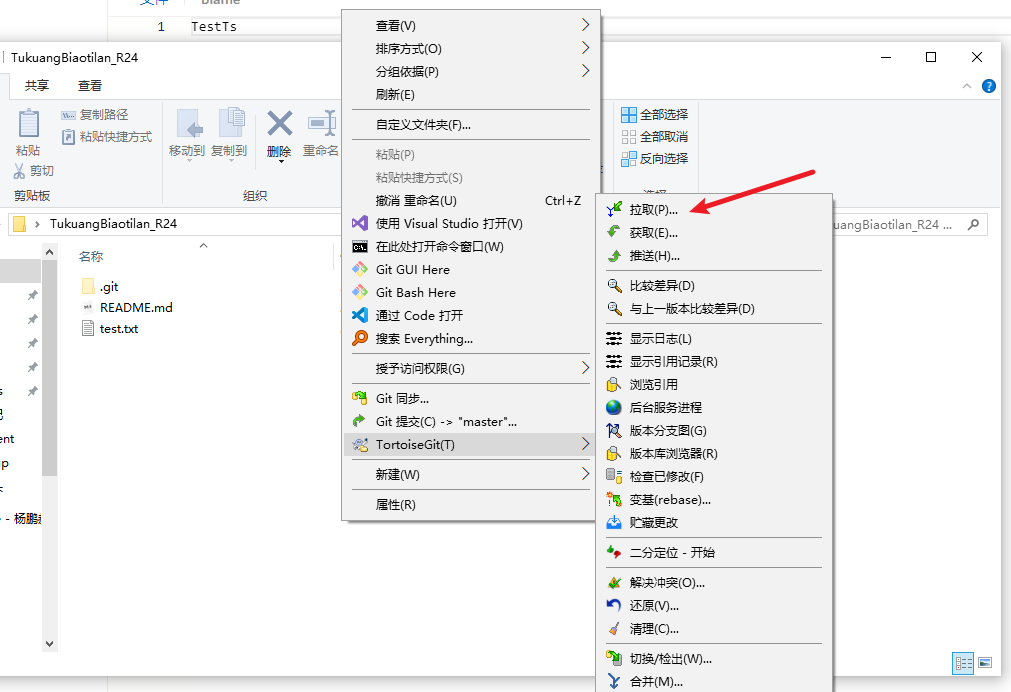 文件 Blame
1 TestTs
TukuangBiaotilan_R24
共享 查看
粘贴
复制路径
粘贴快捷方式
剪切
剪贴板
移动到
复制到
删除
重命名
组织
全部选择
全部取消
反向选择
选择
TukuangBiaotilan_R24
uangBiaotilan_R24 ...
名称
.git
README.md
test.txt
查看(V)
排序方式(O)
分组依据(P)
刷新(E)
自定义文件夹(F)...
粘贴(P)
粘贴快捷方式(S)
撤消 重命名(U) Ctrl+Z
使用 Visual Studio 打开(V)
在此处打开命令窗口(W)
Git GUI Here
Git Bash Here
通过 Code 打开
搜索 Everything...
授予访问权限(G)
Git 同步...
Git 提交(C) -> "master"...
TortoiseGit(T)
新建(W)
属性(R)
拉取(P)...
获取(E)...
推送(H)...
比较差异(D)
与上一版本比较差异(D)
显示日志(L)
显示引用记录(R)
浏览引用
后台服务进程
版本分支图(G)
版本库浏览器(R)
检查已修改(F)
变基(rebase)...
贮藏更改
二分定位 - 开始
解决冲突(O)...
还原(V)...
清理(C)...
切换/检出(W)...
合并(M)...